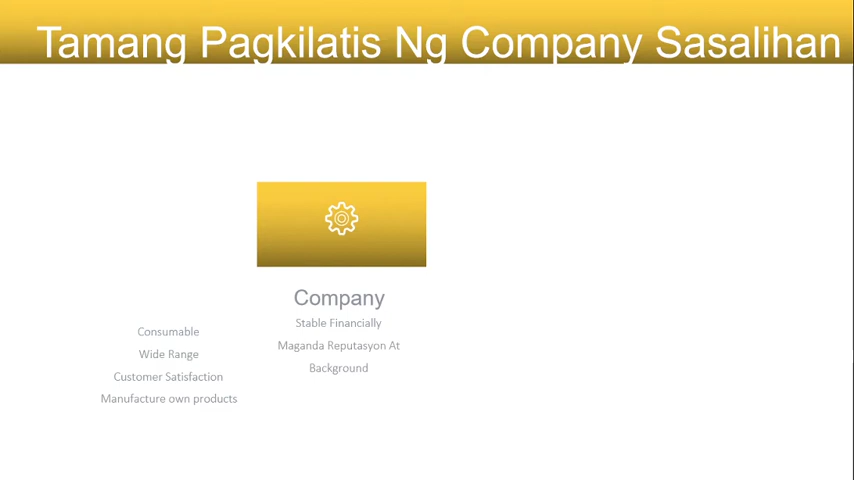 Tamang Pagkilatis Ng Company Sasalihan
Company
Stable Financially
Maganda Reputasyon At
Background
Consumable
Wide Range
Customer Satisfaction
Manufacture own products